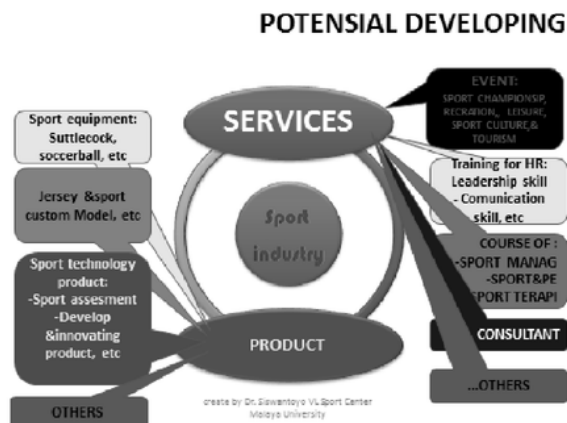 POTENSIAL DEVELOPING
EVENT:
SPORT CHAMPIONSIP,
RECRATION, LEISURE,
SPORT CULTURE,&
TOURISM
SERVICES
Sport equipment:
Suttlecock,
soccerball, etc
Training for HR:
Leadership skill
- Comunication
skill, etc
Jersey &sport
custom Model, etc
Sport
industry
COURSE OF :
-SPORT MANAG
-SPORT&PE
SPORT TERAPI
Sport technology
product:
-Sport assesment
-Develop
&innovating
product, etc
PRODUCT
CONSULTANT
...OTHERS
OTHERS
create by Dr. Siswantoyo VL Sport Center
Malaya University